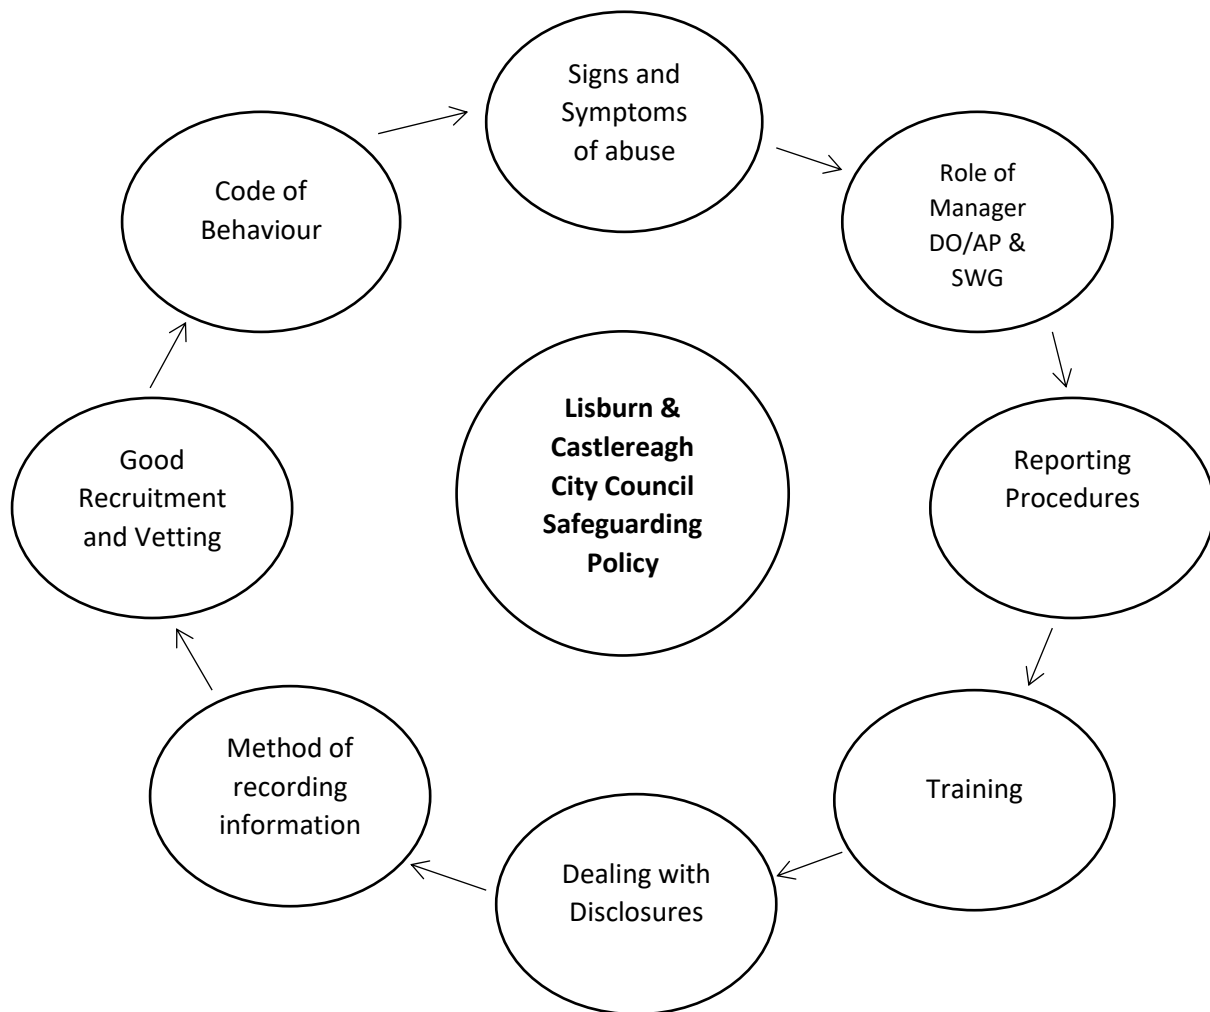 Signs and
Symptoms
of abuse
Role of
Manager
DO/AP &
SWG
Reporting
Procedures
Training
Dealing with
Disclosures
Method of
recording
information
Good
Recruitment
and Vetting
Code of
Behaviour
Lisburn &
Castlereagh
City Council
Safeguarding
Policy